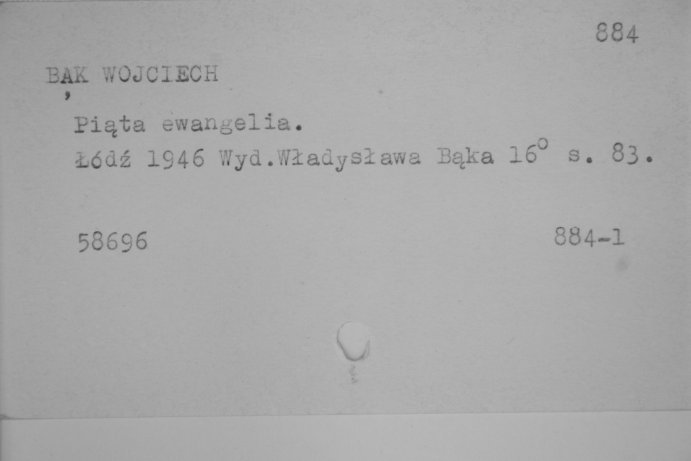 884
BĄK WOJCIECH
Piąta ewangelia.
Łódź 1946 Wyd.Władysława Bąka 16° s. 83.
58696 884-1